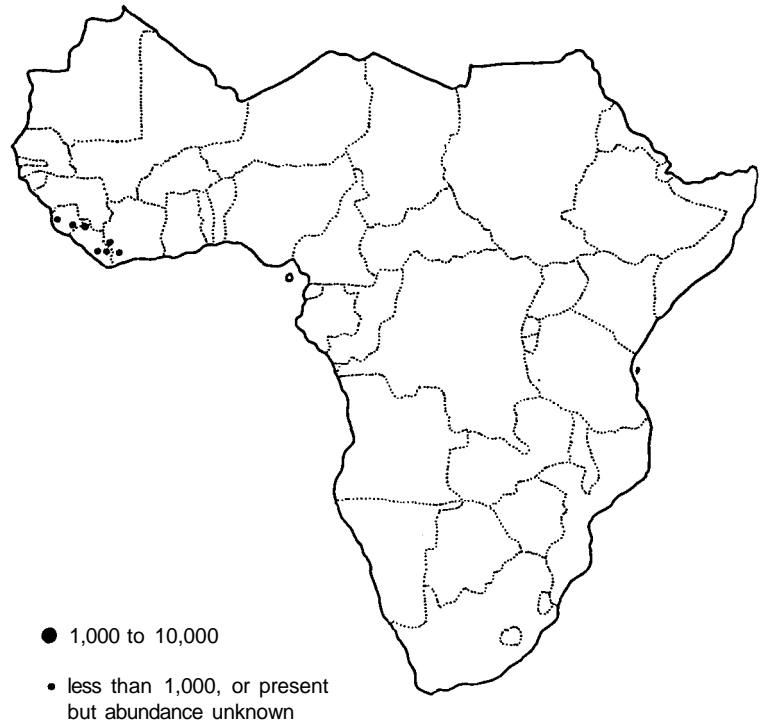 1,000 to 10,000
less than 1,000, or present
but abundance unknown